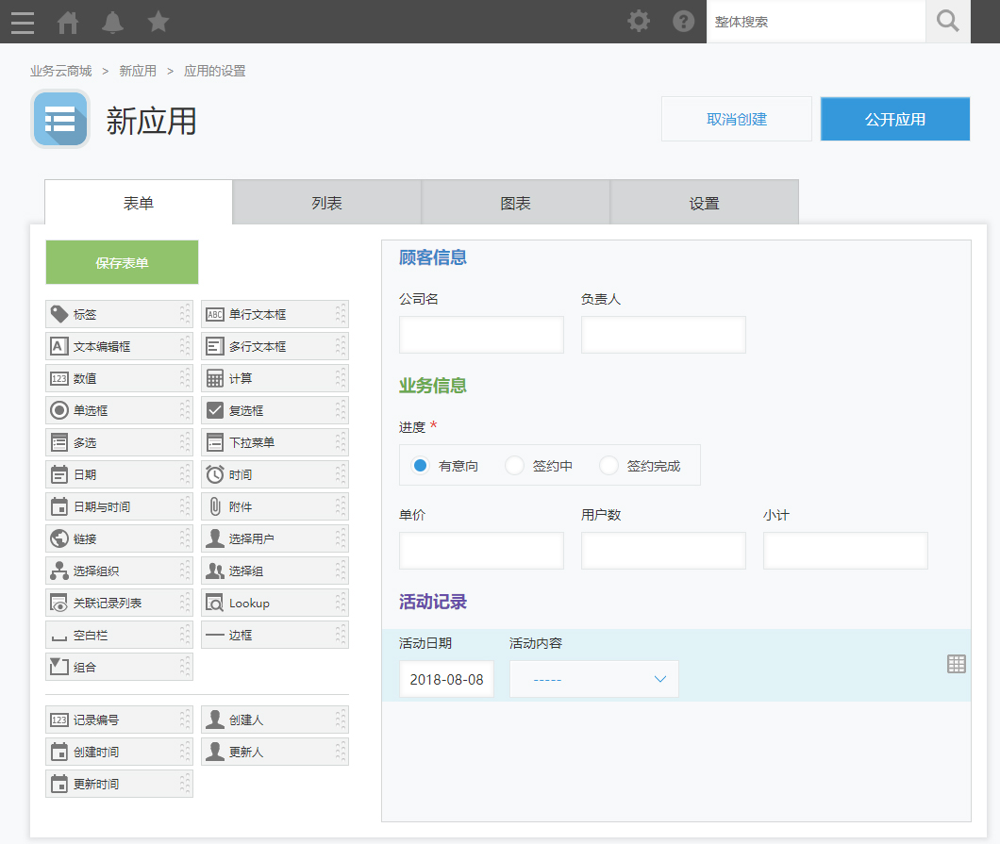 整体搜索
业务云商城 > 新应用 > 应用的设置
新应用
取消创建
公开应用
表单
列表
图表
设置
保存表单
标签
单行文本框
文本编辑框
多行文本框
数值
计算
单选框
复选框
多选
下拉菜单
日期
时间
日期与时间
附件
链接
选择用户
选择组织
选择组
关联记录列表
Lookup
空白栏
边框
组合
记录编号
创建人
创建时间
更新人
更新时间
顾客信息
公司名
负责人
业务信息
进度 *
有意向
签约中
签约完成
单价
用户数
小计
活动记录
活动日期
活动内容
2018-08-08
-----